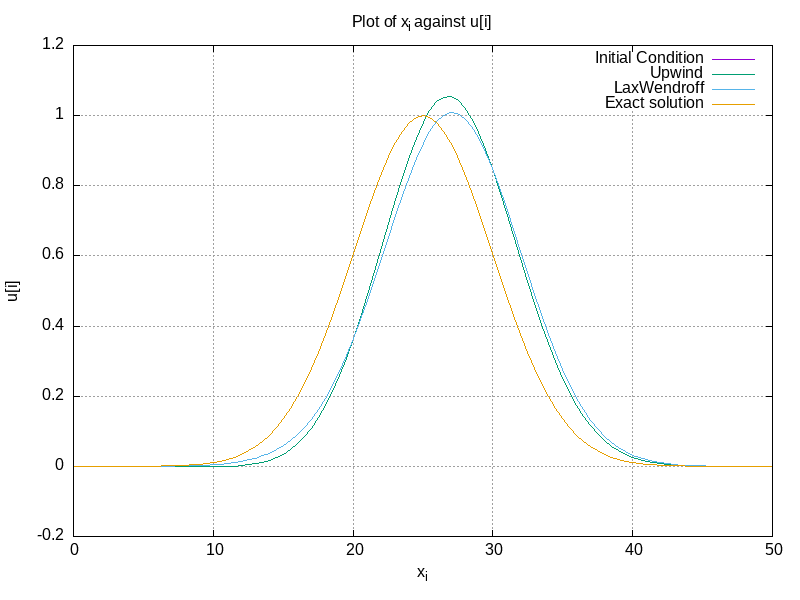 Plot of xi against u[i]
Initial Condition
Upwind
LaxWendroff
Exact solution
1.2
1
0.8
0.6
0.4
0.2
0
-0.2
u[i]
0 10 20 30 40 50
xi